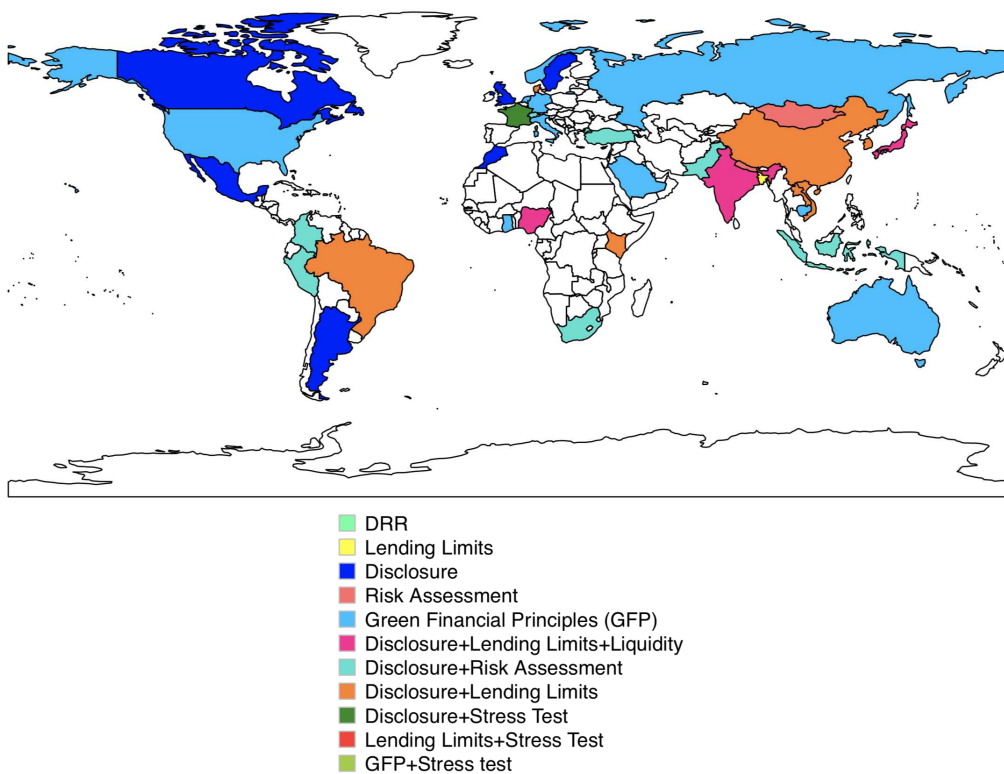 DRR
Lending Limits
Disclosure
Risk Assessment
Green Financial Principles (GFP)
Disclosure+Lending Limits+Liquidity
Disclosure+Risk Assessment
Disclosure+Lending Limits
Disclosure+Stress Test
Lending Limits+Stress Test
GFP+Stress test